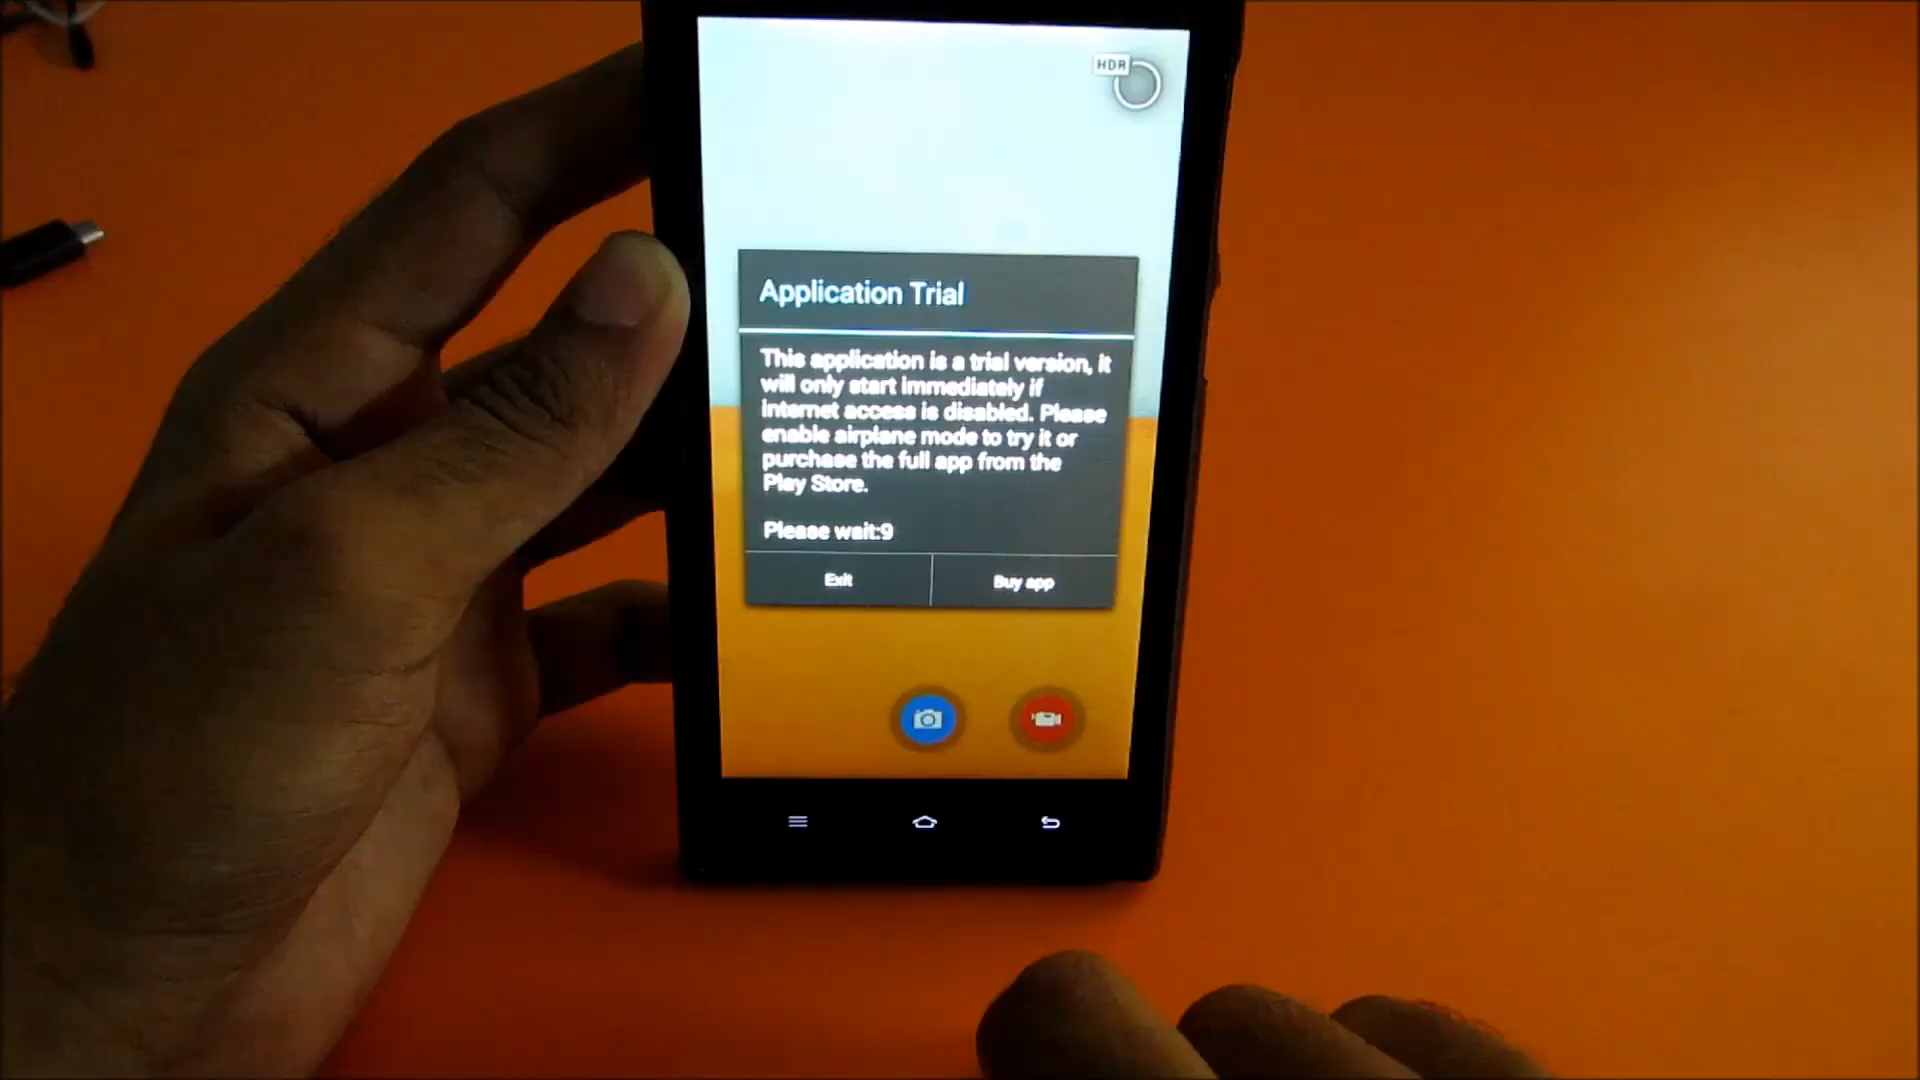 HDR
Application Trial
This application is a trial version, it
will only start immediately if
internet access is disabled. Please
enable airplane mode to try it or
purchase the full app from the
Play Store.
Please wait:9
Exit
Buy app